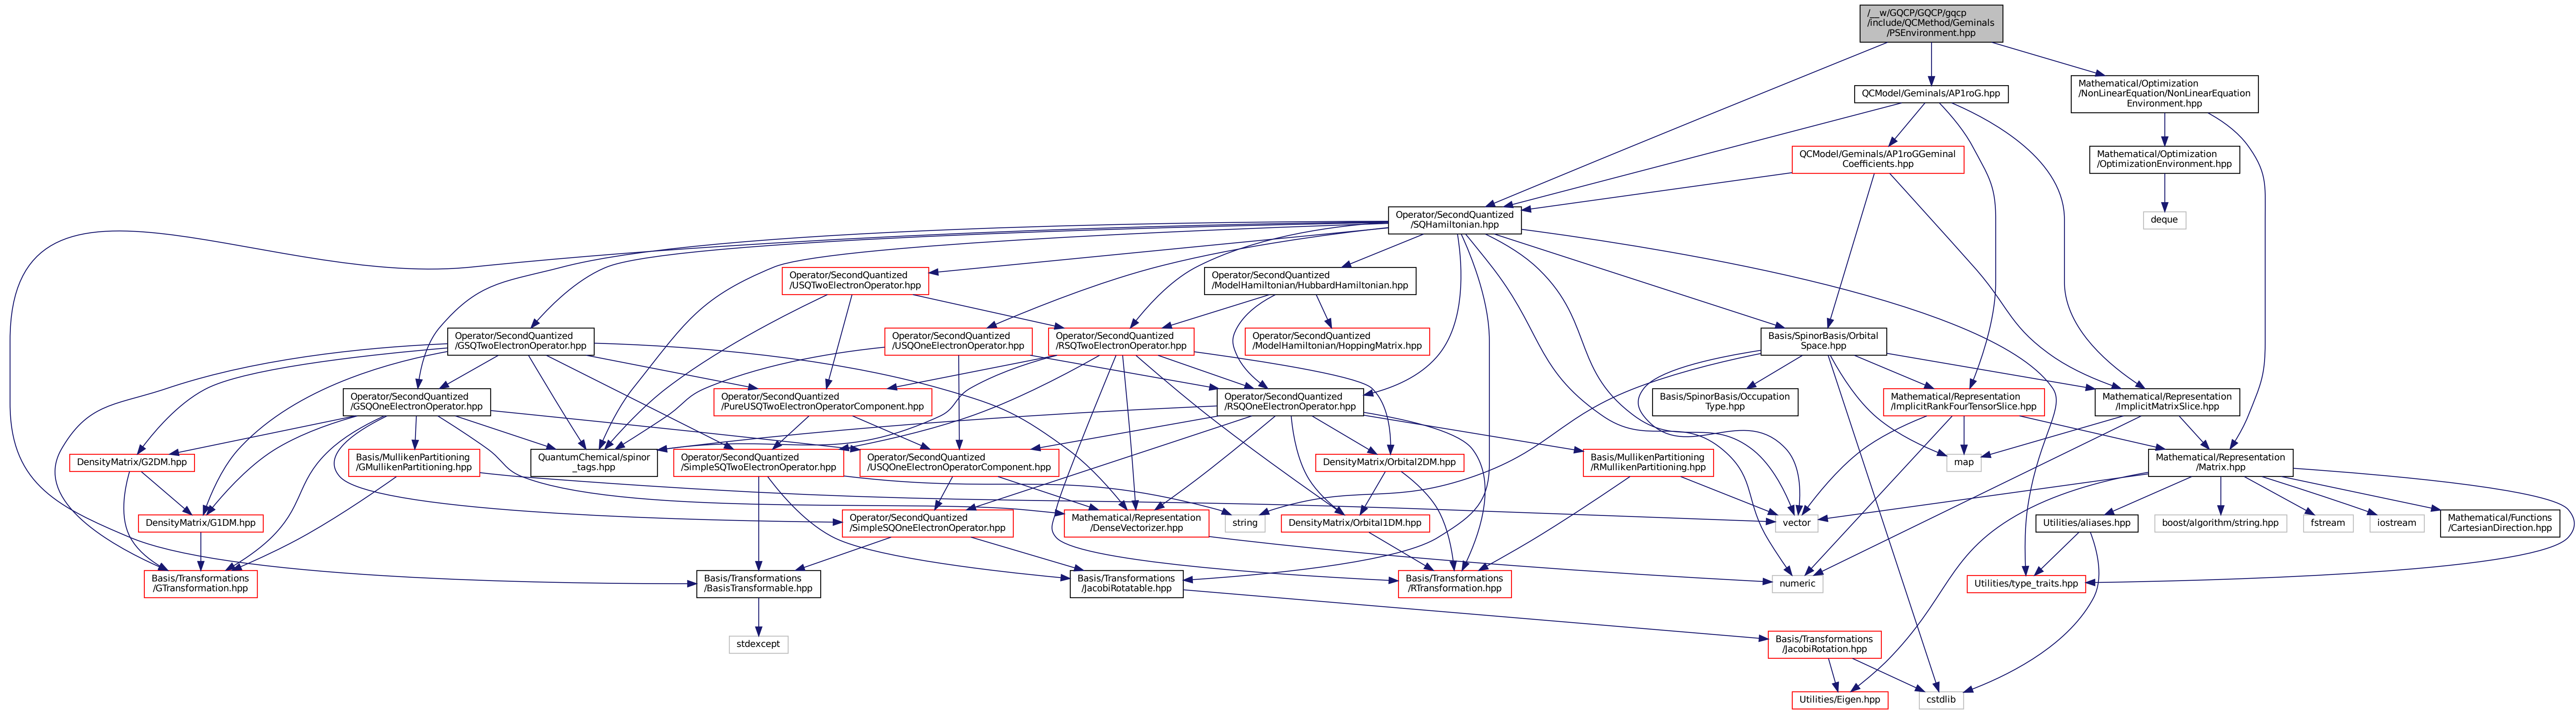 /__w/GQCP/GQCP/gqcp
/include/QCMethod/Geminals
/PSEnvironment.hpp
Mathematical/Optimization
/NonLinearEquation/NonLinearEquation
Environment.hpp
QCModel/Geminals/AP1roG.hpp
QCModel/Geminals/AP1roGGeminal
Coefficients.hpp
Mathematical/Optimization
/OptimizationEnvironment.hpp
Operator/SecondQuantized
/SQHamiltonian.hpp
deque
Operator/SecondQuantized
/USQTwoElectronOperator.hpp
Operator/SecondQuantized
/ModelHamiltonian/HubbardHamiltonian.hpp
Operator/SecondQuantized
/GSQTwoElectronOperator.hpp
Operator/SecondQuantized
/USQOneElectronOperator.hpp
Operator/SecondQuantized
/RSQTwoElectronOperator.hpp
Operator/SecondQuantized
/ModelHamiltonian/HoppingMatrix.hpp
Basis/SpinorBasis/Orbital
Space.hpp
Operator/SecondQuantized
/GSQOneElectronOperator.hpp
Operator/SecondQuantized
/PureUSQTwoElectronOperatorComponent.hpp
Operator/SecondQuantized
/RSQOneElectronOperator.hpp
Basis/SpinorBasis/Occupation
Type.hpp
Mathematical/Representation
/ImplicitRankFourTensorSlice.hpp
Mathematical/Representation
/ImplicitMatrixSlice.hpp
DensityMatrix/G2DM.hpp
Basis/MullikenPartitioning
/GMullikenPartitioning.hpp
QuantumChemical/spinor
_tags.hpp
Operator/SecondQuantized
/SimpleSQTwoElectronOperator.hpp
Operator/SecondQuantized
/USQOneElectronOperatorComponent.hpp
DensityMatrix/Orbital2DM.hpp
Basis/MullikenPartitioning
/RMullikenPartitioning.hpp
map
Mathematical/Representation
/Matrix.hpp
DensityMatrix/G1DM.hpp
Operator/SecondQuantized
/SimpleSQOneElectronOperator.hpp
Mathematical/Representation
/DenseVectorizer.hpp
string
DensityMatrix/Orbital1DM.hpp
vector
Utilities/aliases.hpp
boost/algorithm/string.hpp
fstream
iostream
Mathematical/Functions
/CartesianDirection.hpp
Basis/Transformations
/GTransformation.hpp
Basis/Transformations
/BasisTransformable.hpp
Basis/Transformations
/JacobiRotatable.hpp
Basis/Transformations
/RTransformation.hpp
numeric
Utilities/type_traits.hpp
stdexcept
Basis/Transformations
/JacobiRotation.hpp
Utilities/Eigen.hpp
cstdlib